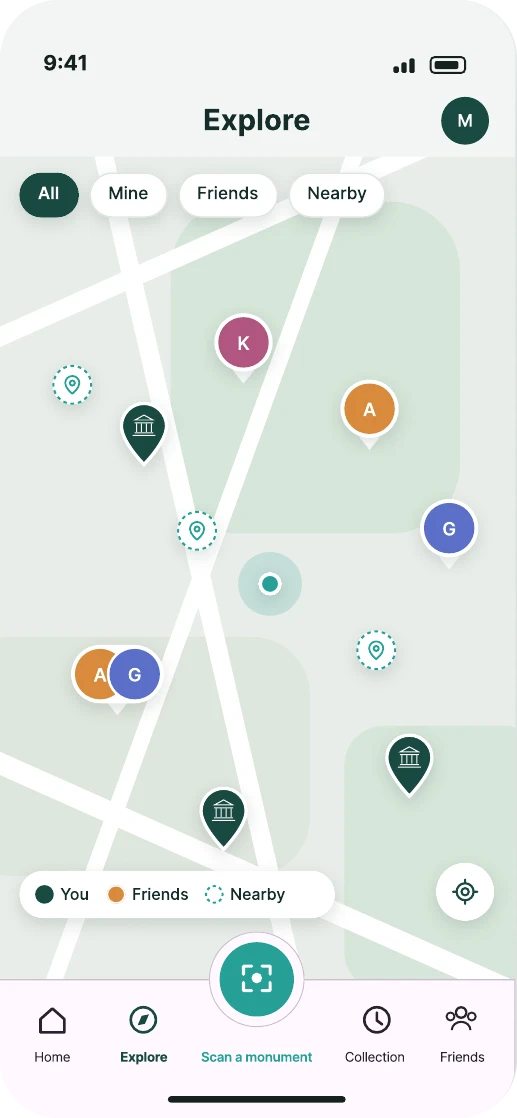 9:41
Explore
M
All
Mine
Friends
Nearby
K
A
G
A
G
You
Friends
Nearby
Home
Explore
Scan a monument
Collection
Friends